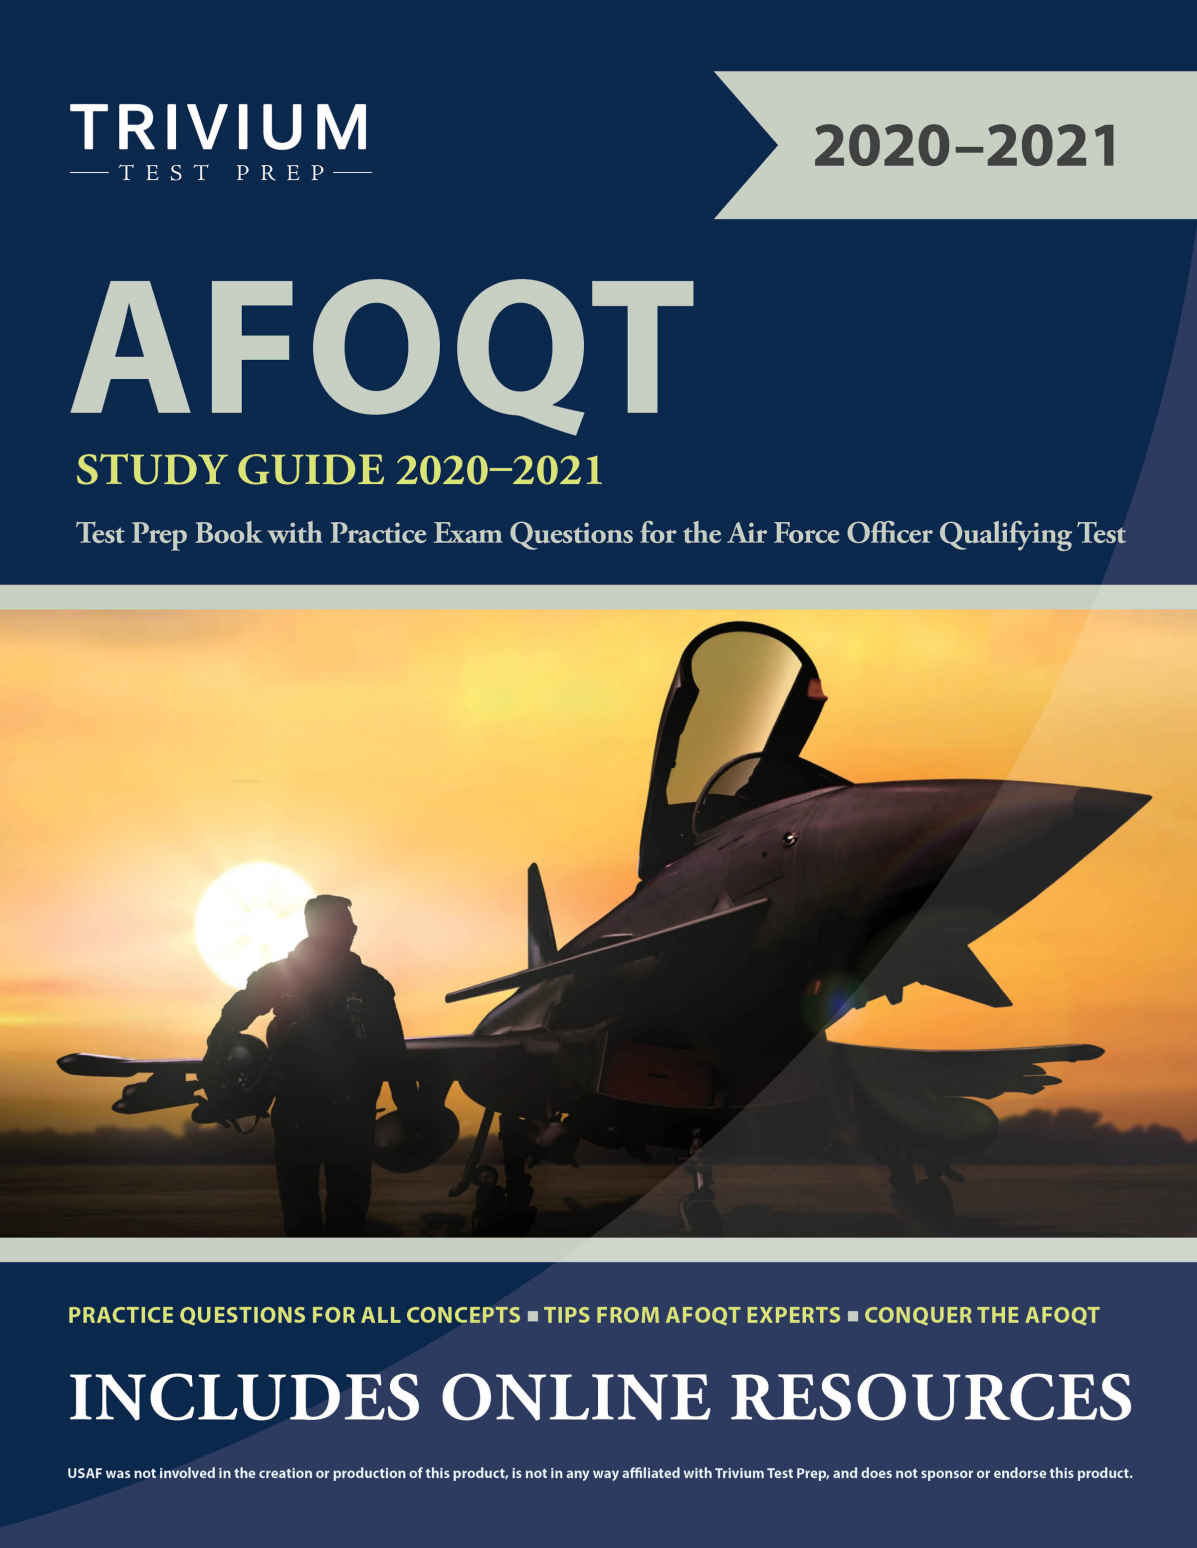 TRIVIUM
TEST PREP
2020–2021
AFOQT
STUDY GUIDE 2020–2021
Test Prep Book with Practice Exam Questions for the Air Force Officer Qualifying Test
PRACTICE QUESTIONS FOR ALL CONCEPTS ■ TIPS FROM AFOQT EXPERTS ■ CONQUER THE AFOQT
INCLUDES ONLINE RESOURCES
USAF was not involved in the creation or production of this product, is not in any way affiliated with Trivium Test Prep, and does not sponsor or endorse this product.